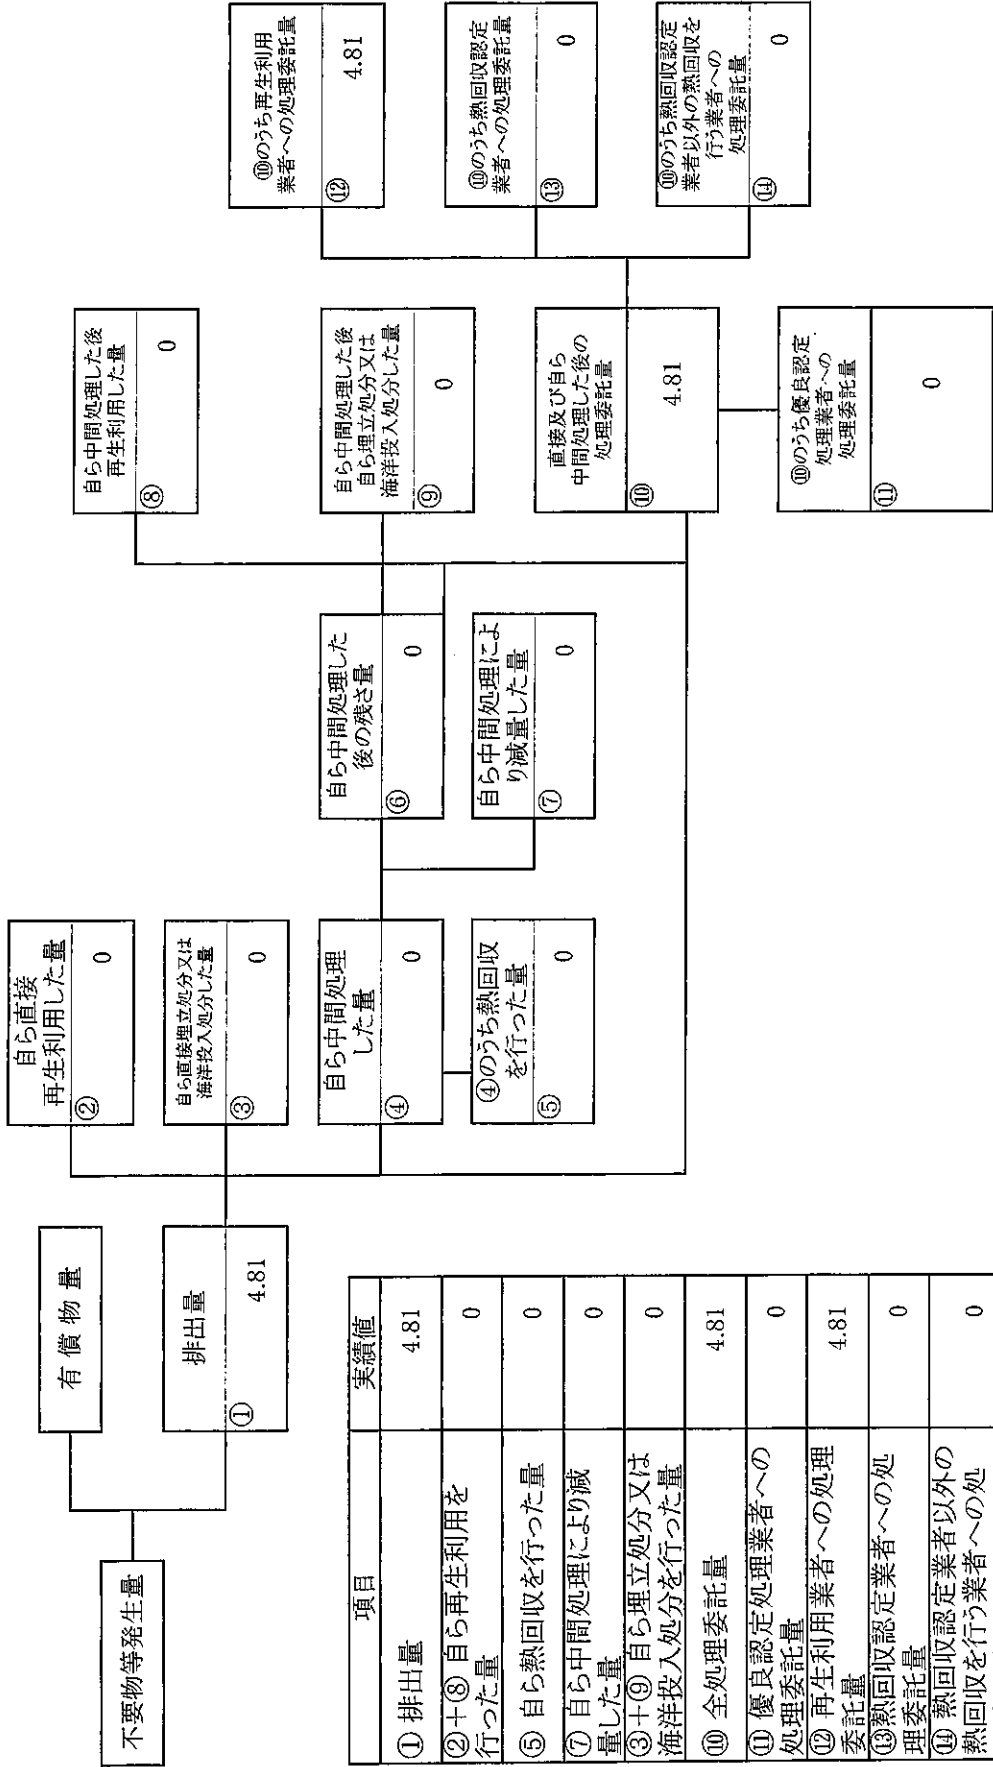 不要物等発生量
有償物量
排出量
① 4.81
自ら直接
再生利用した量
② 0
自ら直接埋立処分又は
海洋投入処分した量
③ 0
自ら中間処理
した量
④ 0
④のうち熱回収
を行った量
⑤ 0
自ら中間処理した
後の残さ量
⑥ 0
自ら中間処理によ
り減量した量
⑦ 0
自ら中間処理した後
再生利用した量
⑧ 0
自ら中間処理した後
自ら埋立処分又は
海洋投入処分した量
⑨ 0
直接及び自ら
中間処理した後の
処理委託量
⑩ 4.81
⑩のうち優良認定
処理業者への
処理委託量
⑪ 0
⑩のうち再生利用
業者への処理委託量
⑫ 4.81
⑩のうち熱回収認定
業者への処理委託量
⑬ 0
⑩のうち熱回収認定
業者以外の熱回収を
行う業者への
処理委託量
⑭ 0
項目 実績値
① 排出量 4.81
②+⑧ 自ら再生利用を
行った量 0
⑤ 自ら熱回収を行った量 0
⑦ 自ら中間処理により減
量した量 0
③+⑨ 自ら埋立処分又は
海洋投入処分を行った量 0
⑩ 全処理委託量 4.81
⑪ 優良認定処理業者への
処理委託量 0
⑫ 再生利用業者への処理
委託量 4.81
⑬熱回収認定業者への処
理委託量 0
⑭ 熱回収認定業者以外の
熱回収を行う業者への処 0